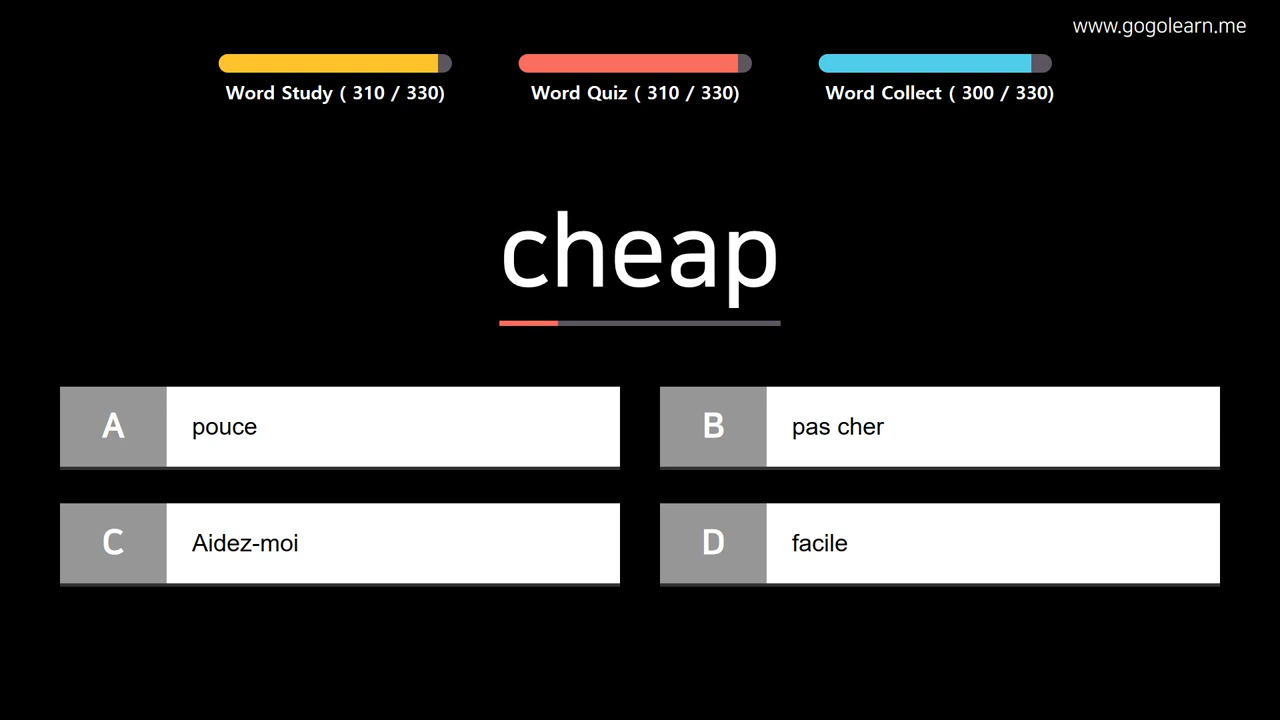 www.gogolearn.me
Word Study ( 310 / 330)
Word Quiz ( 310 / 330)
Word Collect ( 300 / 330)
cheap
A pouce
B pas cher
C Aidez-moi
D facile